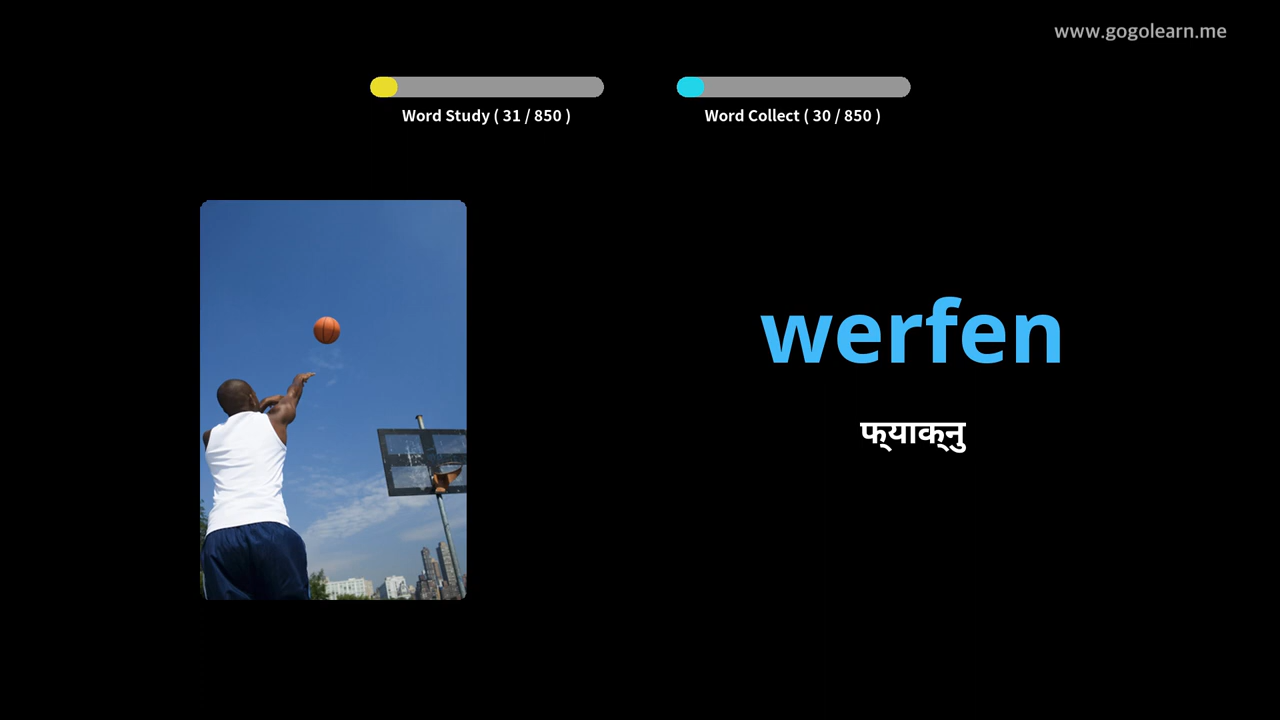 www.gogolearn.me
Word Study ( 31 / 850 )
Word Collect ( 30 / 850 )
werfen
फ्याक्नु